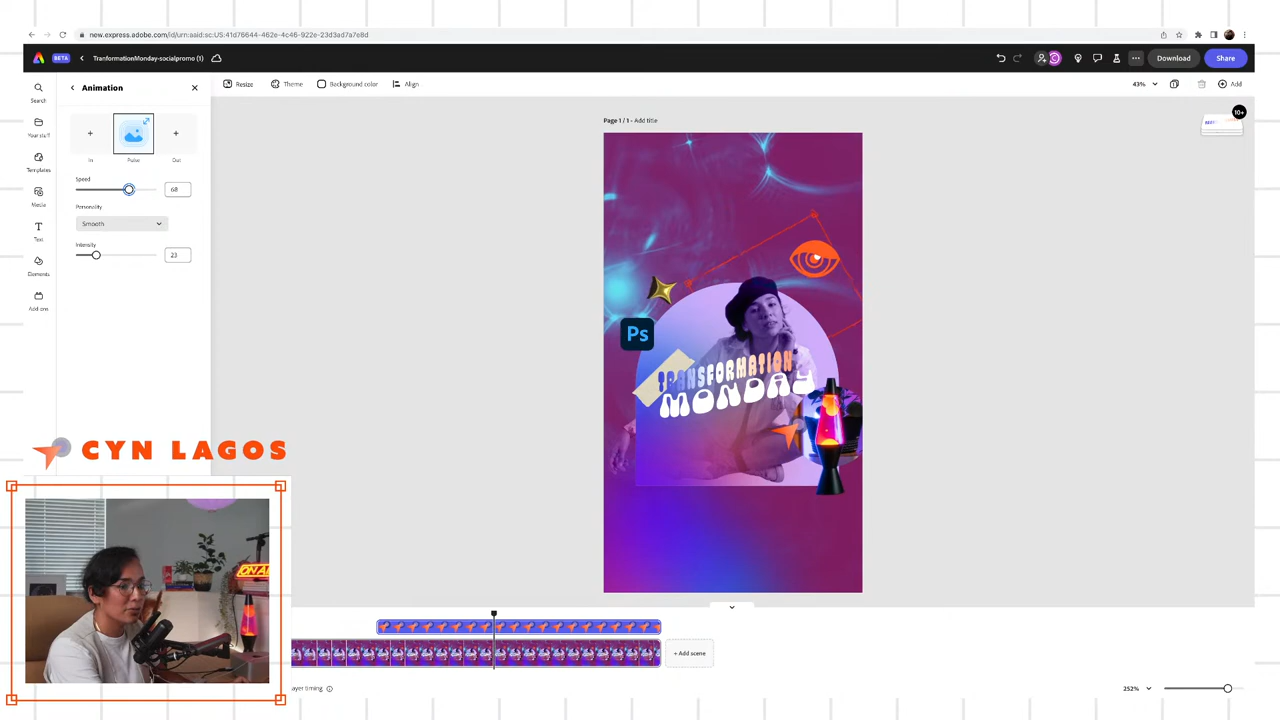 new.express.adobe.com/id/urn:aaid:sc:US:41d76644-462e-4c46-922e-23d3ad7a7e8d
BETA
TranformationMonday-socialpromo (1)
Download
Share
Search
Your stuff
Templates
Media
Text
Elements
Animation
In
Pulse
Out
Speed
68
Personality
Smooth
Intensity
23
Resize
Theme
Background color
Align
43%
Add
10+
Page 1 / 1 - Add title
Ps
TRANSFORMATION
MONDAY
CYN LAGOS
ON A
+ Add scene
ayer timing
252%